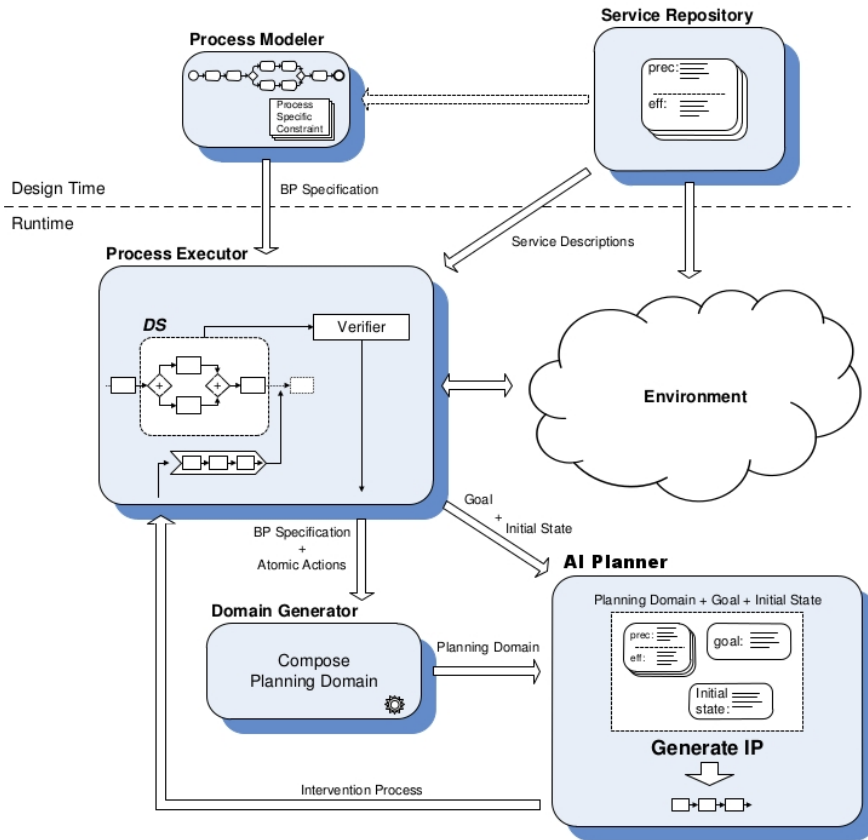 Service Repository
Process Modeler
prec:
eff:
Process
Specific
Constraint
Design Time
BP Specification
Runtime
Service Descriptions
Process Executor
DS
Verifier
+
+
Environment
Goal
+
Initial State
BP Specification
+
Atomic Actions
AI Planner
Domain Generator
Planning Domain + Goal + Initial State
Compose
Planning Domain
Planning Domain
prec:
eff:
goal:
Initial
state:
Generate IP
Intervention Process